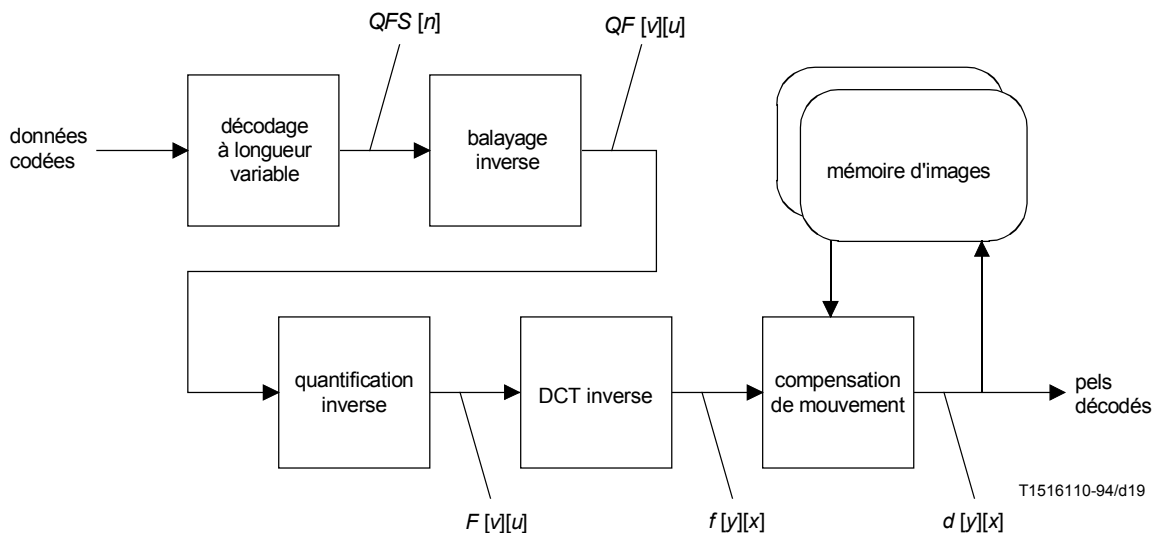 QFS [n]
QF [v][u]
données
codées
décodage
à longueur
variable
balayage
inverse
mémoire d'images
quantification
inverse
DCT inverse
compensation
de mouvement
pels
décodés
T1516110-94/d19
F [v][u]
f [y][x]
d [y][x]